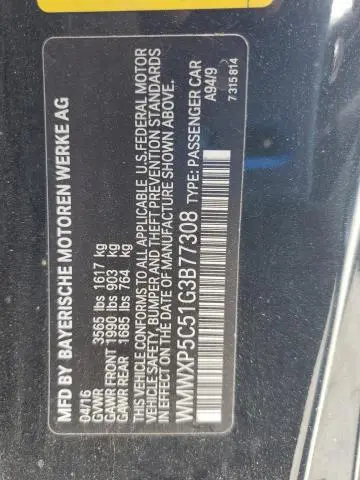 MFD BY BAYERISCHE MOTOREN WERKE AG
04/16
GVWR 3565 lbs 1617 kg
GAWR FRONT 1990 lbs 903 kg
GAWR REAR 1685 lbs 764 kg
THIS VEHICLE CONFORMS TO ALL APPLICABLE U.S.FEDERAL MOTOR
VEHICLE SAFETY, BUMPER AND THEFT PREVENTION STANDARDS
IN EFFECT ON THE DATE OF MANUFACTURE SHOWN ABOVE.
WMWXP5C51G3B77308 TYPE: PASSENGER CAR
A94/9
7 315 814